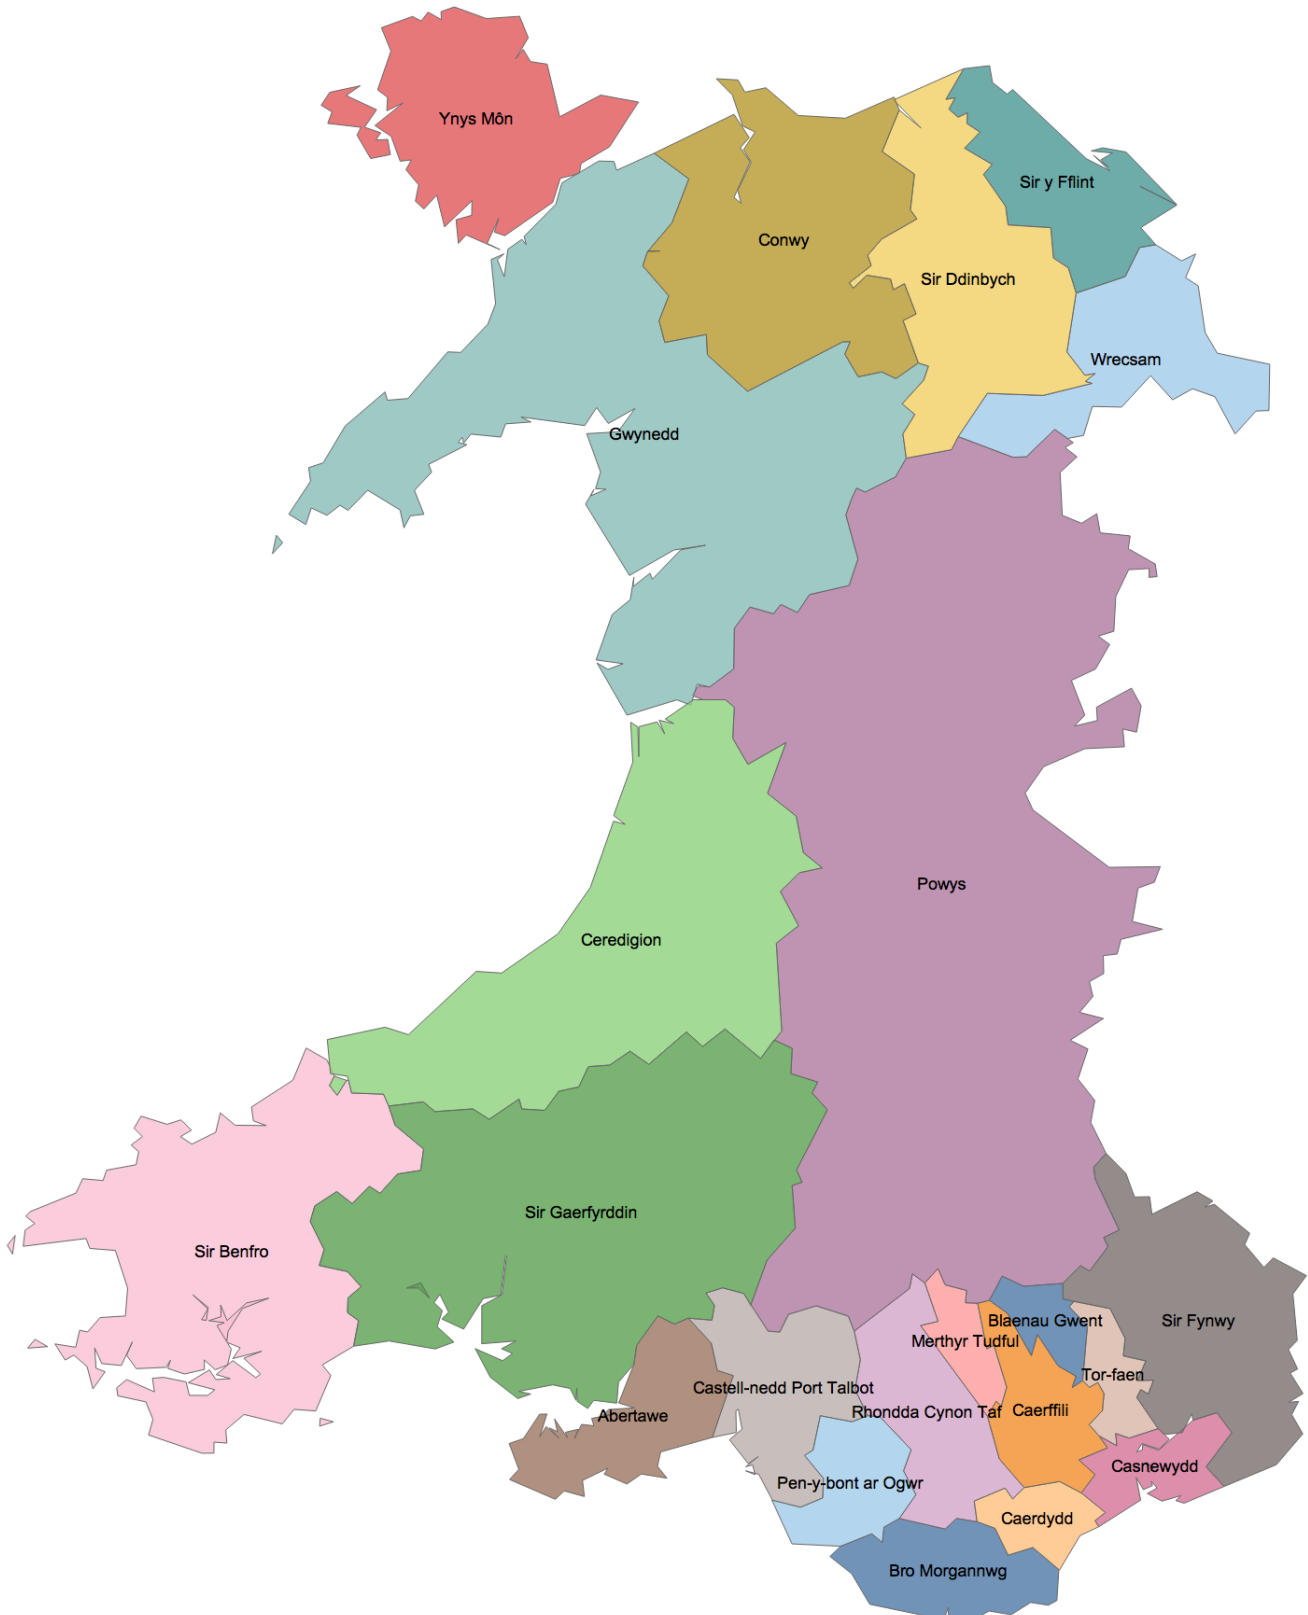 Ynys Môn
Sir y Fflint
Conwy
Sir Ddinbych
Wrecsam
Gwynedd
Powys
Ceredigion
Sir Gaerfyrddin
Sir Benfro
Blaenau Gwent
Sir Fynwy
Merthyr Tudful
Tor-faen
Castell-nedd Port Talbot
Rhondda Cynon Taf
Caerffili
Abertawe
Casnewydd
Pen-y-bont ar Ogwr
Caerdydd
Bro Morgannwg